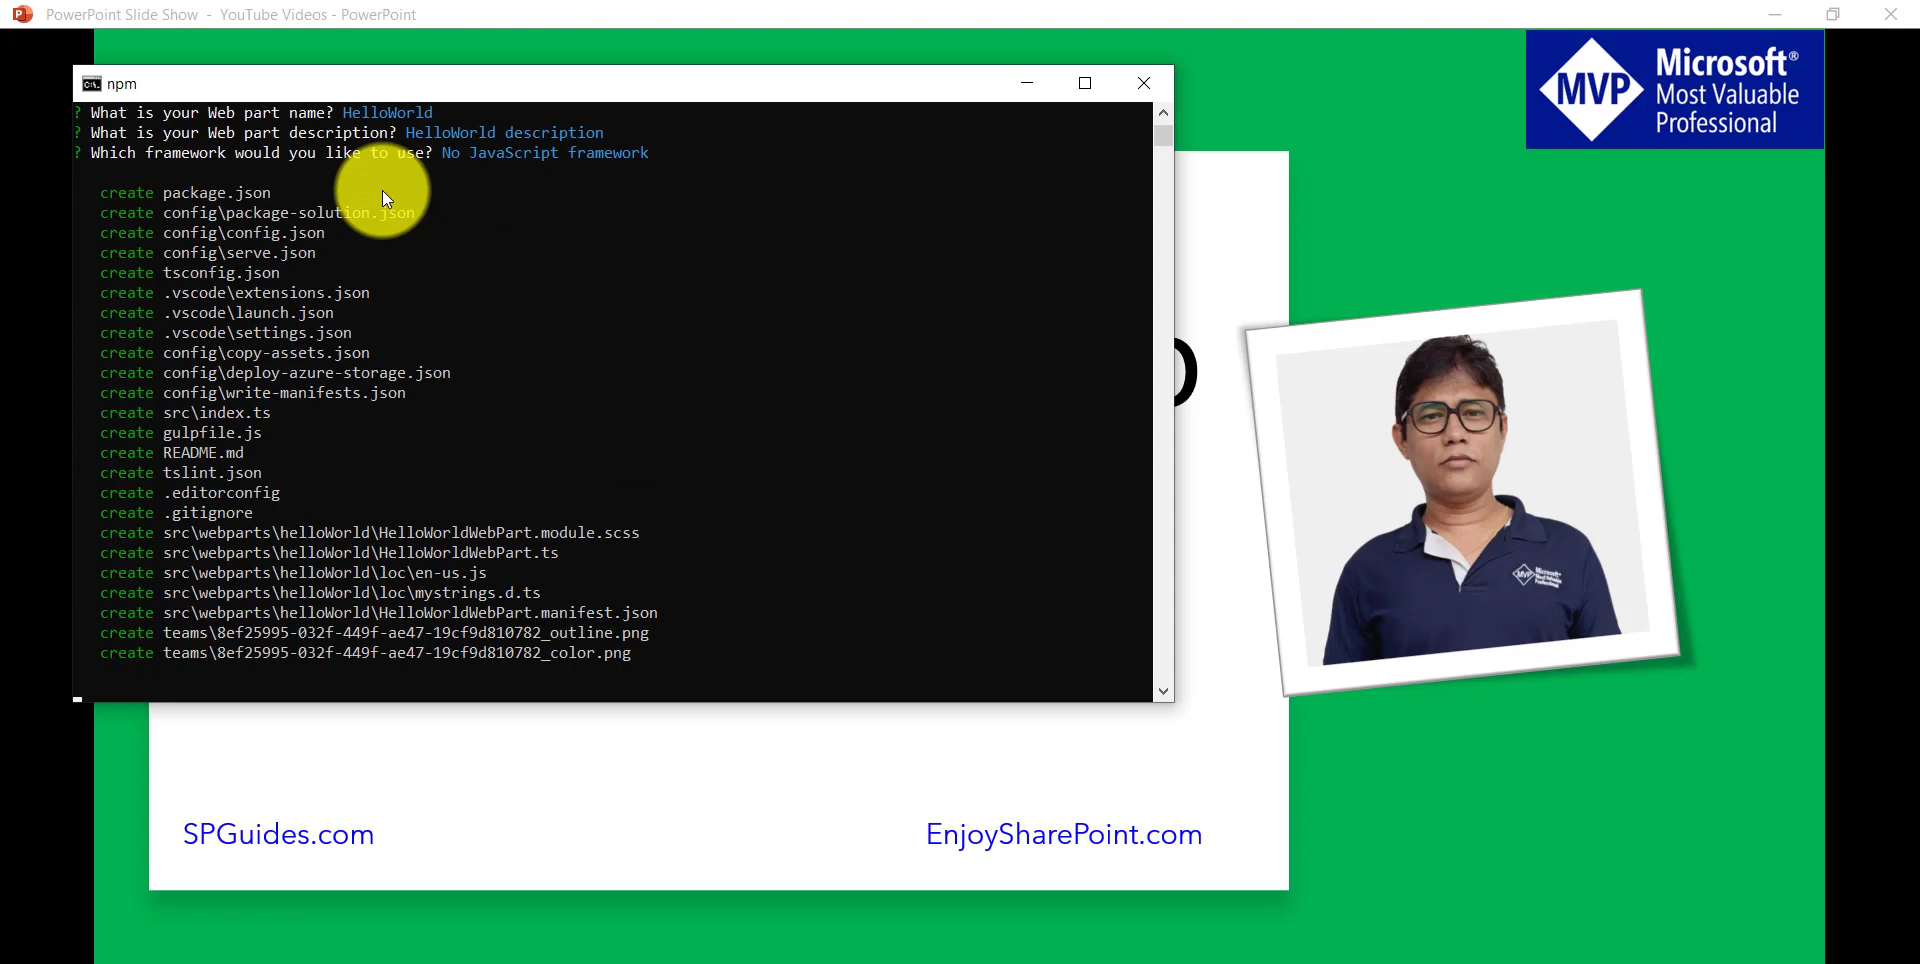 PowerPoint Slide Show - YouTube Videos - PowerPoint
MVP
Microsoft®
Most Valuable
Professional
npm
? What is your Web part name? HelloWorld
? What is your Web part description? HelloWorld description
? Which framework would you like to use? No JavaScript framework
create package.json
create config\package-solution.json
create config\config.json
create config\serve.json
create tsconfig.json
create .vscode\extensions.json
create .vscode\launch.json
create .vscode\settings.json
create config\copy-assets.json
create config\deploy-azure-storage.json
create config\write-manifests.json
create src\index.ts
create gulpfile.js
create README.md
create tslint.json
create .editorconfig
create .gitignore
create src\webparts\helloWorld\HelloWorldWebPart.module.scss
create src\webparts\helloWorld\HelloWorldWebPart.ts
create src\webparts\helloWorld\loc\en-us.js
create src\webparts\helloWorld\loc\mystrings.d.ts
create src\webparts\helloWorld\HelloWorldWebPart.manifest.json
create teams\8ef25995-032f-449f-ae47-19cf9d810782_outline.png
create teams\8ef25995-032f-449f-ae47-19cf9d810782_color.png
MVP
Microsoft®
Most Valuable
Professional
SPGuides.com
EnjoySharePoint.com